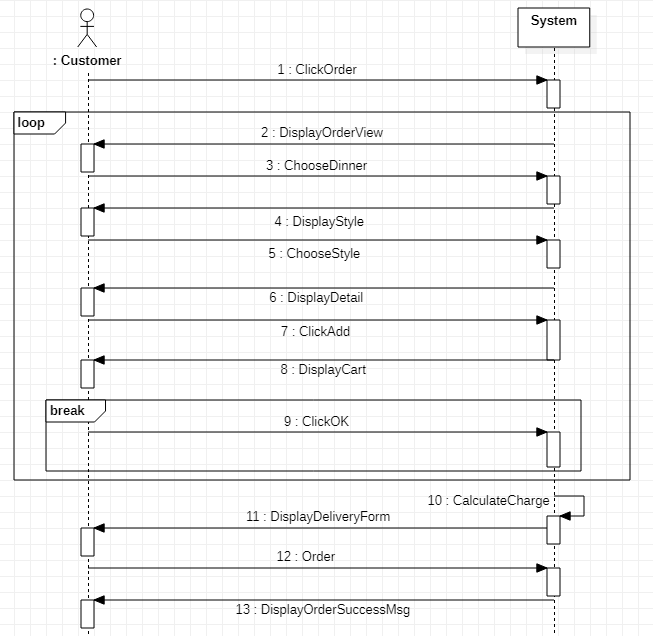 System
: Customer
1 : ClickOrder
loop
2 : DisplayOrderView
3 : ChooseDinner
4 : DisplayStyle
5 : ChooseStyle
6 : DisplayDetail
7 : ClickAdd
8 : DisplayCart
break
9 : ClickOK
10 : CalculateCharge
11 : DisplayDeliveryForm
12 : Order
13 : DisplayOrderSuccessMsg